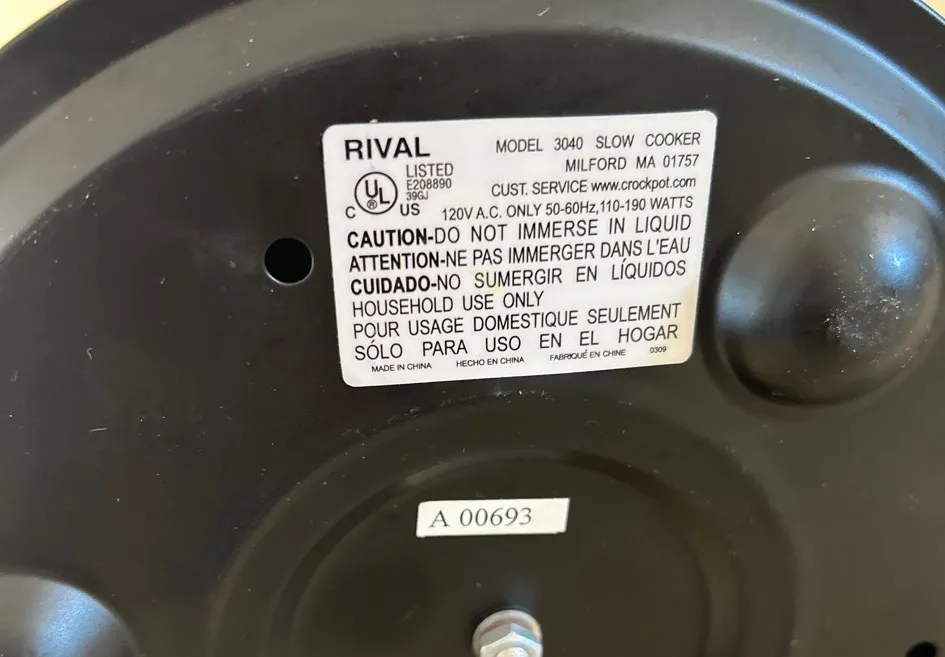 RIVAL
MODEL 3040 SLOW COOKER
MILFORD MA 01757
LISTED
E208890
39GJ
C UL ® US
CUST. SERVICE www.crockpot.com
120V A.C. ONLY 50-60Hz,110-190 WATTS
CAUTION-DO NOT IMMERSE IN LIQUID
ATTENTION-NE PAS IMMERGER DANS L'EAU
CUIDADO-NO SUMERGIR EN LÍQUIDOS
HOUSEHOLD USE ONLY
POUR USAGE DOMESTIQUE SEULEMENT
SÓLO PARA USO EN EL HOGAR
MADE IN CHINA HECHO EN CHINA FABRIQUÉ EN CHINE 0309
A 00693